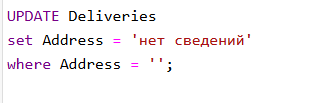 UPDATE Deliveries
set Address = 'нет сведений'
where Address = '';